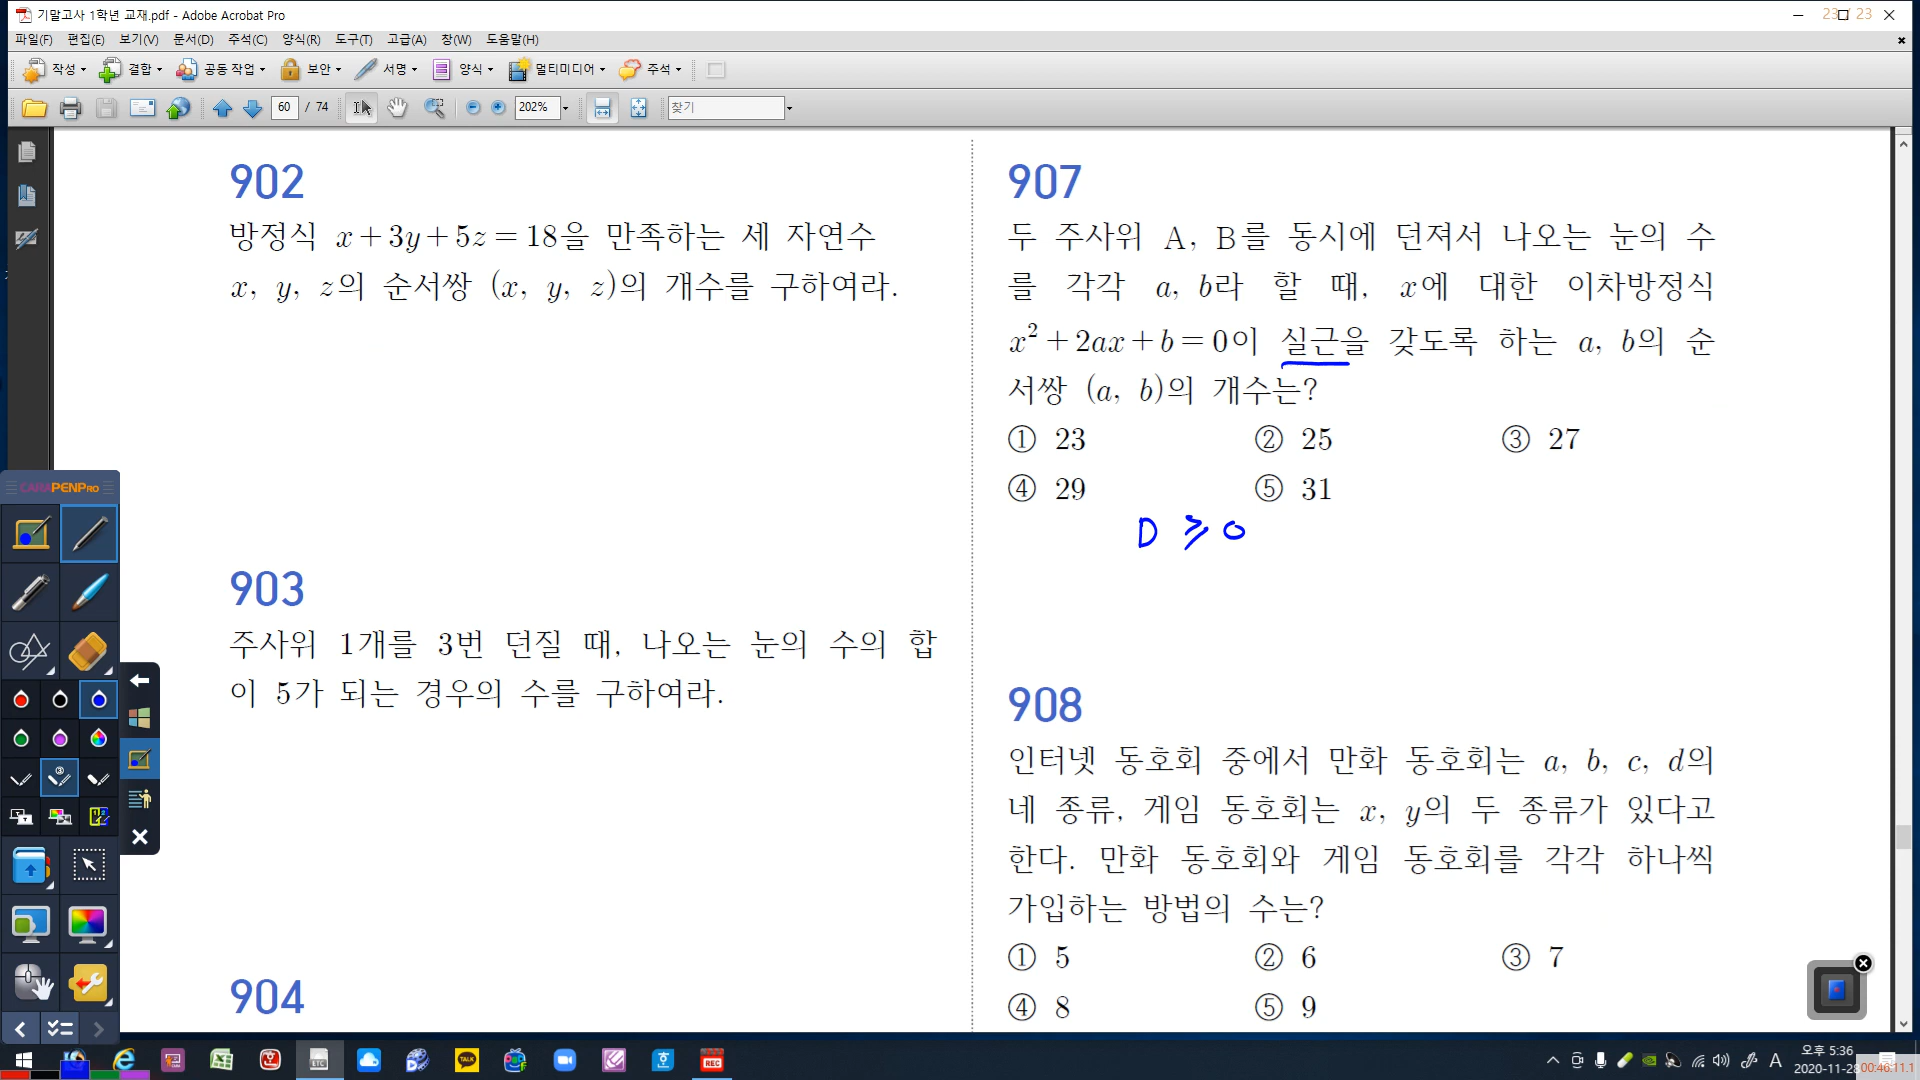 기말고사 1학년 교재.pdf - Adobe Acrobat Pro
23 / 23
파일(F) 편집(E) 보기(V) 문서(D) 주석(C) 양식(R) 도구(T) 고급(A) 창(W) 도움말(H)
작성 결합 공동 작업 보안 서명 양식 멀티미디어 주석
60 / 74 202% 찾기
902
방정식 x+3y+5z=18을 만족하는 세 자연수
x, y, z의 순서쌍 (x, y, z)의 개수를 구하여라.
903
주사위 1개를 3번 던질 때, 나오는 눈의 수의 합
이 5가 되는 경우의 수를 구하여라.
904
907
두 주사위 A, B를 동시에 던져서 나오는 눈의 수
를 각각 a, b라 할 때, x에 대한 이차방정식
x²+2ax+b=0이 실근을 갖도록 하는 a, b의 순
서쌍 (a, b)의 개수는?
① 23 ② 25 ③ 27
④ 29 ⑤ 31
D ≥ 0
908
인터넷 동호회 중에서 만화 동호회는 a, b, c, d의
네 종류, 게임 동호회는 x, y의 두 종류가 있다고
한다. 만화 동호회와 게임 동호회를 각각 하나씩
가입하는 방법의 수는?
① 5 ② 6 ③ 7
④ 8 ⑤ 9
CARAPENPRO
TALK
REC
A
오후 5:36
2020-11-28
00:46:11.1